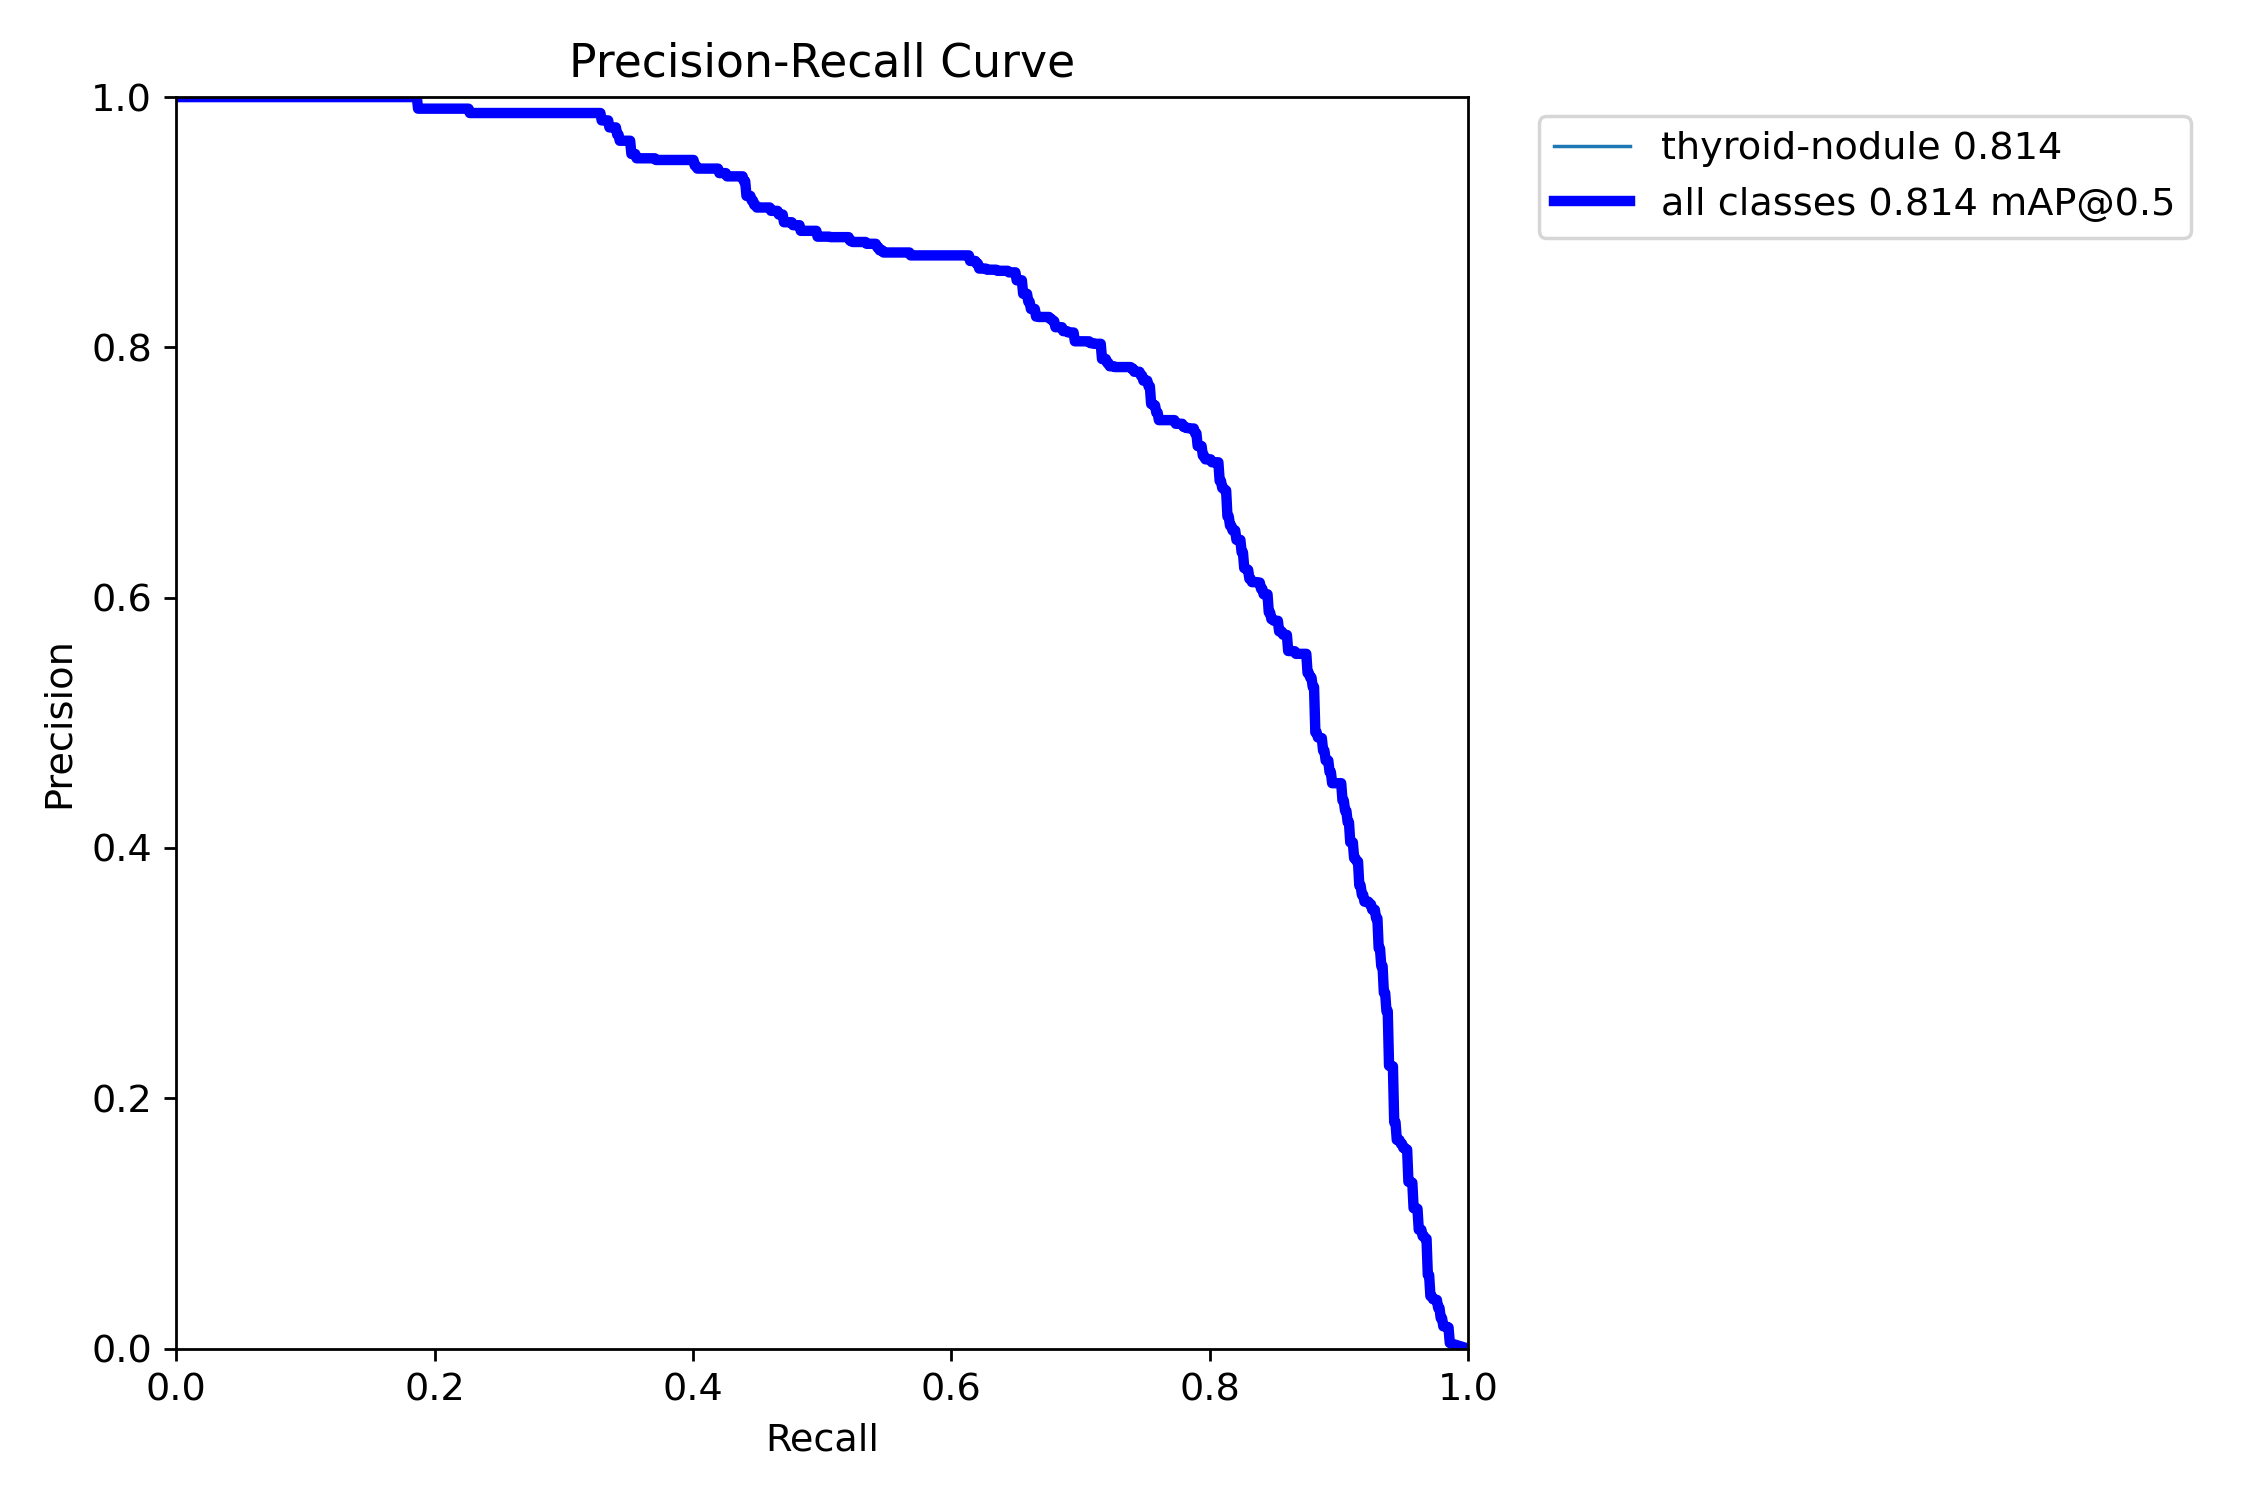 Precision-Recall Curve
1.0
0.8
0.6
0.4
0.2
0.0
Precision
0.0 0.2 0.4 0.6 0.8 1.0
Recall
thyroid-nodule 0.814
all classes 0.814 mAP@0.5